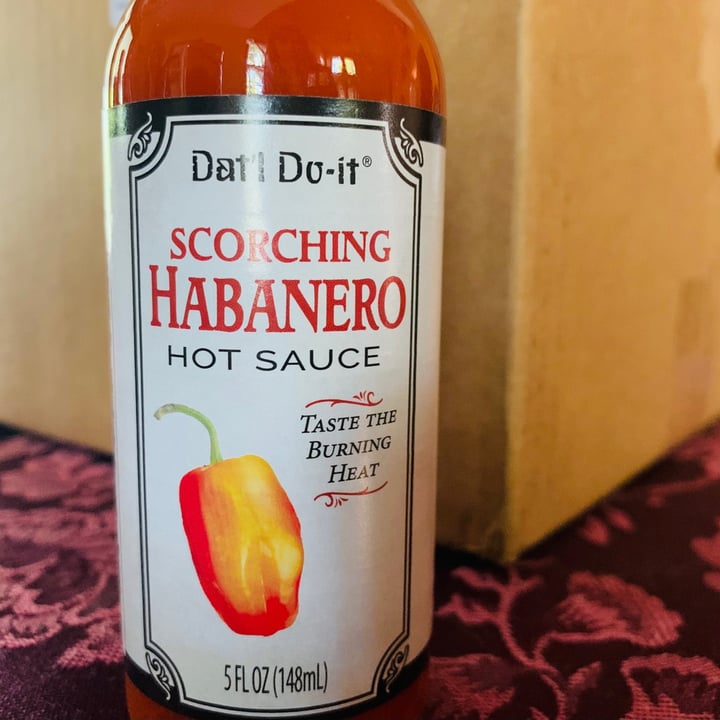 Dat'l Do-it®
SCORCHING
HABANERO
HOT SAUCE
TASTE THE
BURNING
HEAT
5 FL OZ (148mL)